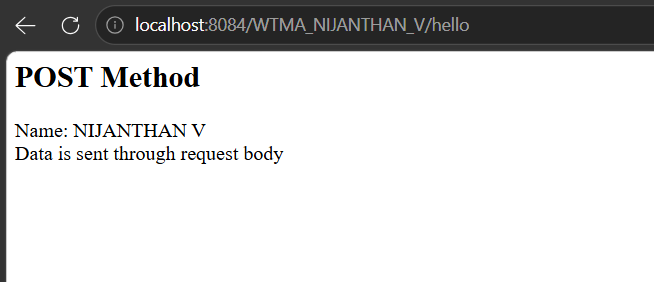 localhost:8084/WTMA_NIJANTHAN_V/hello
POST Method
Name: NIJANTHAN V
Data is sent through request body